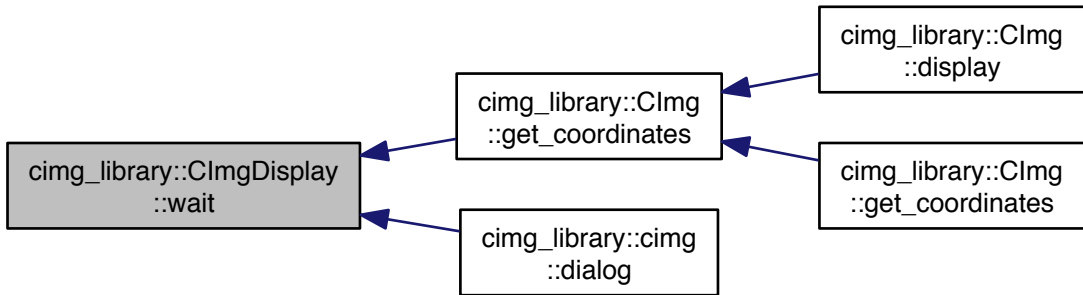 cimg_library::CImgDisplay
::wait
cimg_library::CImg
::get_coordinates
cimg_library::cimg
::dialog
cimg_library::CImg
::display
cimg_library::CImg
::get_coordinates